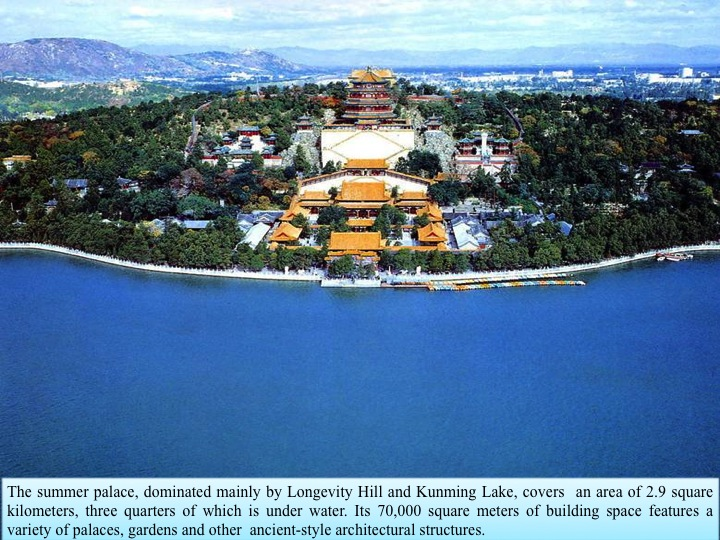 The summer palace, dominated mainly by Longevity Hill and Kunming Lake, covers  an area of 2.9 square
kilometers, three quarters of which is under water. Its 70,000 square meters of building space features a
variety of palaces, gardens and other  ancient-style architectural structures.